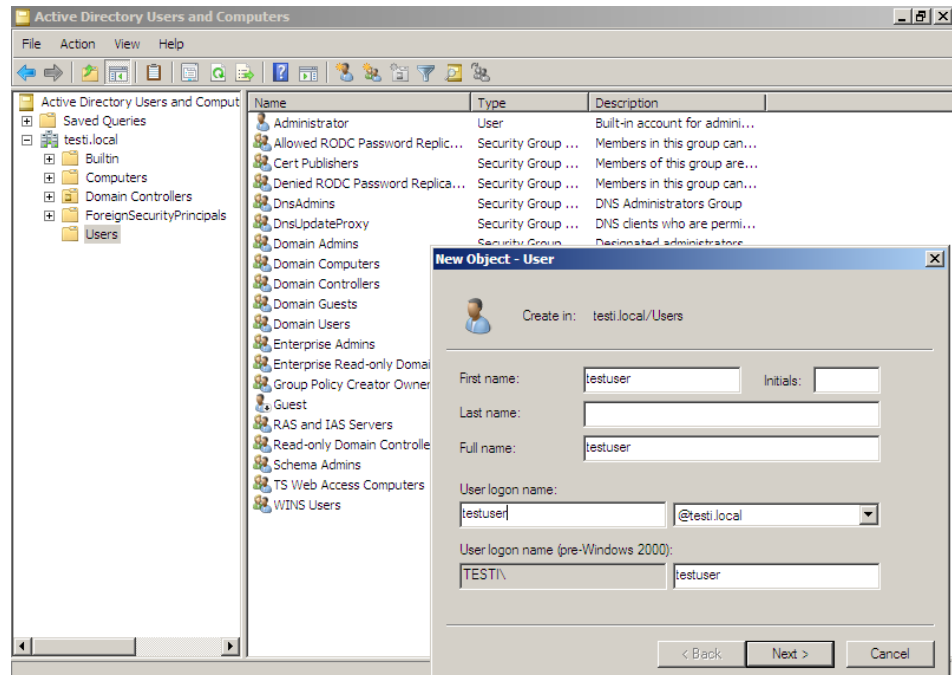 Active Directory Users and Computers
File Action View Help
Active Directory Users and Comput
Saved Queries
testi.local
Builtin
Computers
Domain Controllers
ForeignSecurityPrincipals
Users
Name Type Description
Administrator User Built-in account for admini...
Allowed RODC Password Replic... Security Group ... Members in this group can...
Cert Publishers Security Group ... Members of this group are...
Denied RODC Password Replica... Security Group ... Members in this group can...
DnsAdmins Security Group ... DNS Administrators Group
DnsUpdateProxy Security Group ... DNS clients who are permi...
Domain Admins Security Group ... Designated administrators
Domain Computers
Domain Controllers
Domain Guests
Domain Users
Enterprise Admins
Enterprise Read-only Domai
Group Policy Creator Owner
Guest
RAS and IAS Servers
Read-only Domain Controlle
Schema Admins
TS Web Access Computers
WINS Users
New Object - User
Create in: testi.local/Users
First name: testuser Initials:
Last name:
Full name: testuser
User logon name:
testuser @testi.local
User logon name (pre-Windows 2000):
TESTI\ testuser
< Back Next > Cancel